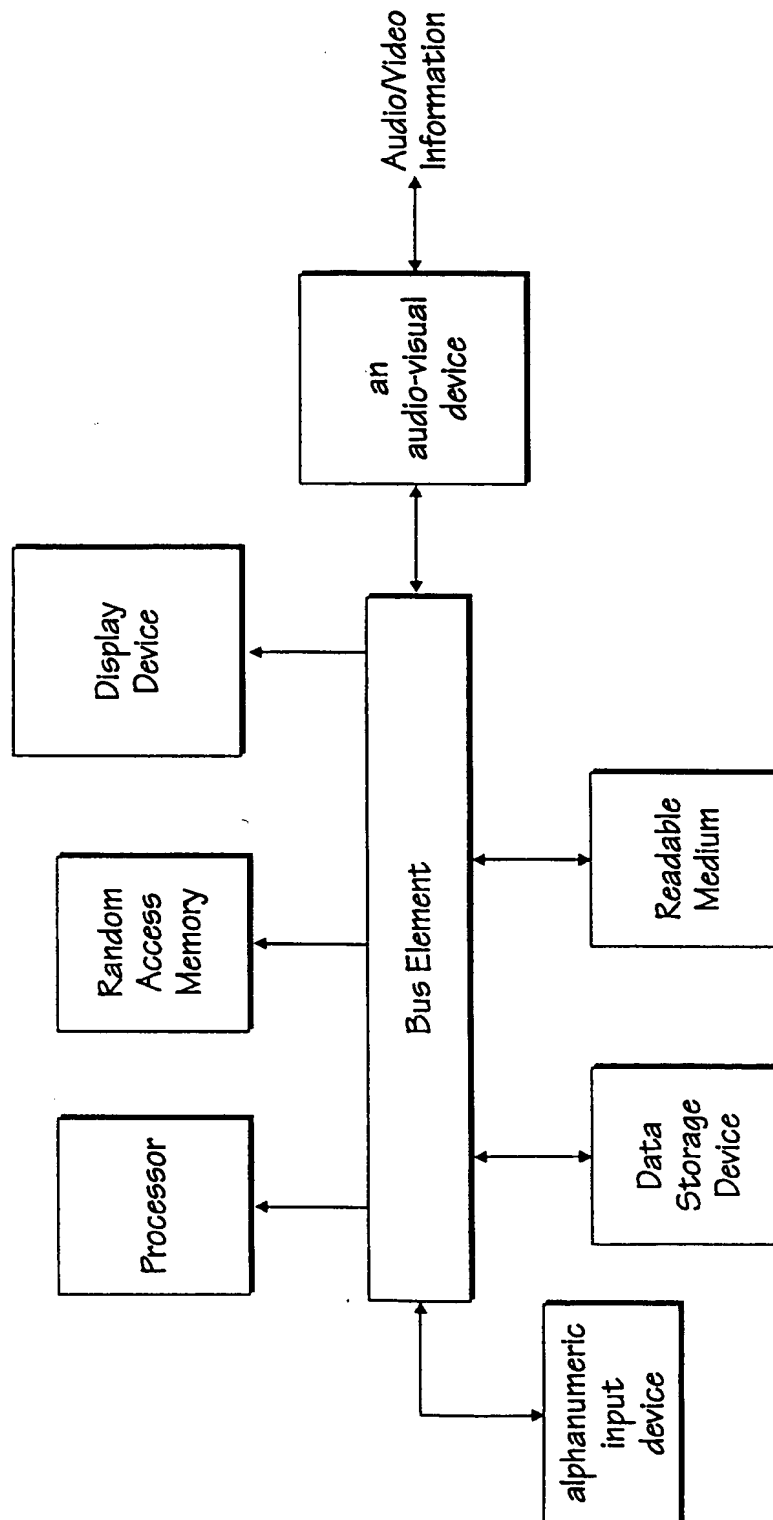 Processor
Random
Access
Memory
Display
Device
Bus Element
an
audio-visual
device
Audio/Video
Information
alphanumeric
input
device
Data
Storage
Device
Readable
Medium